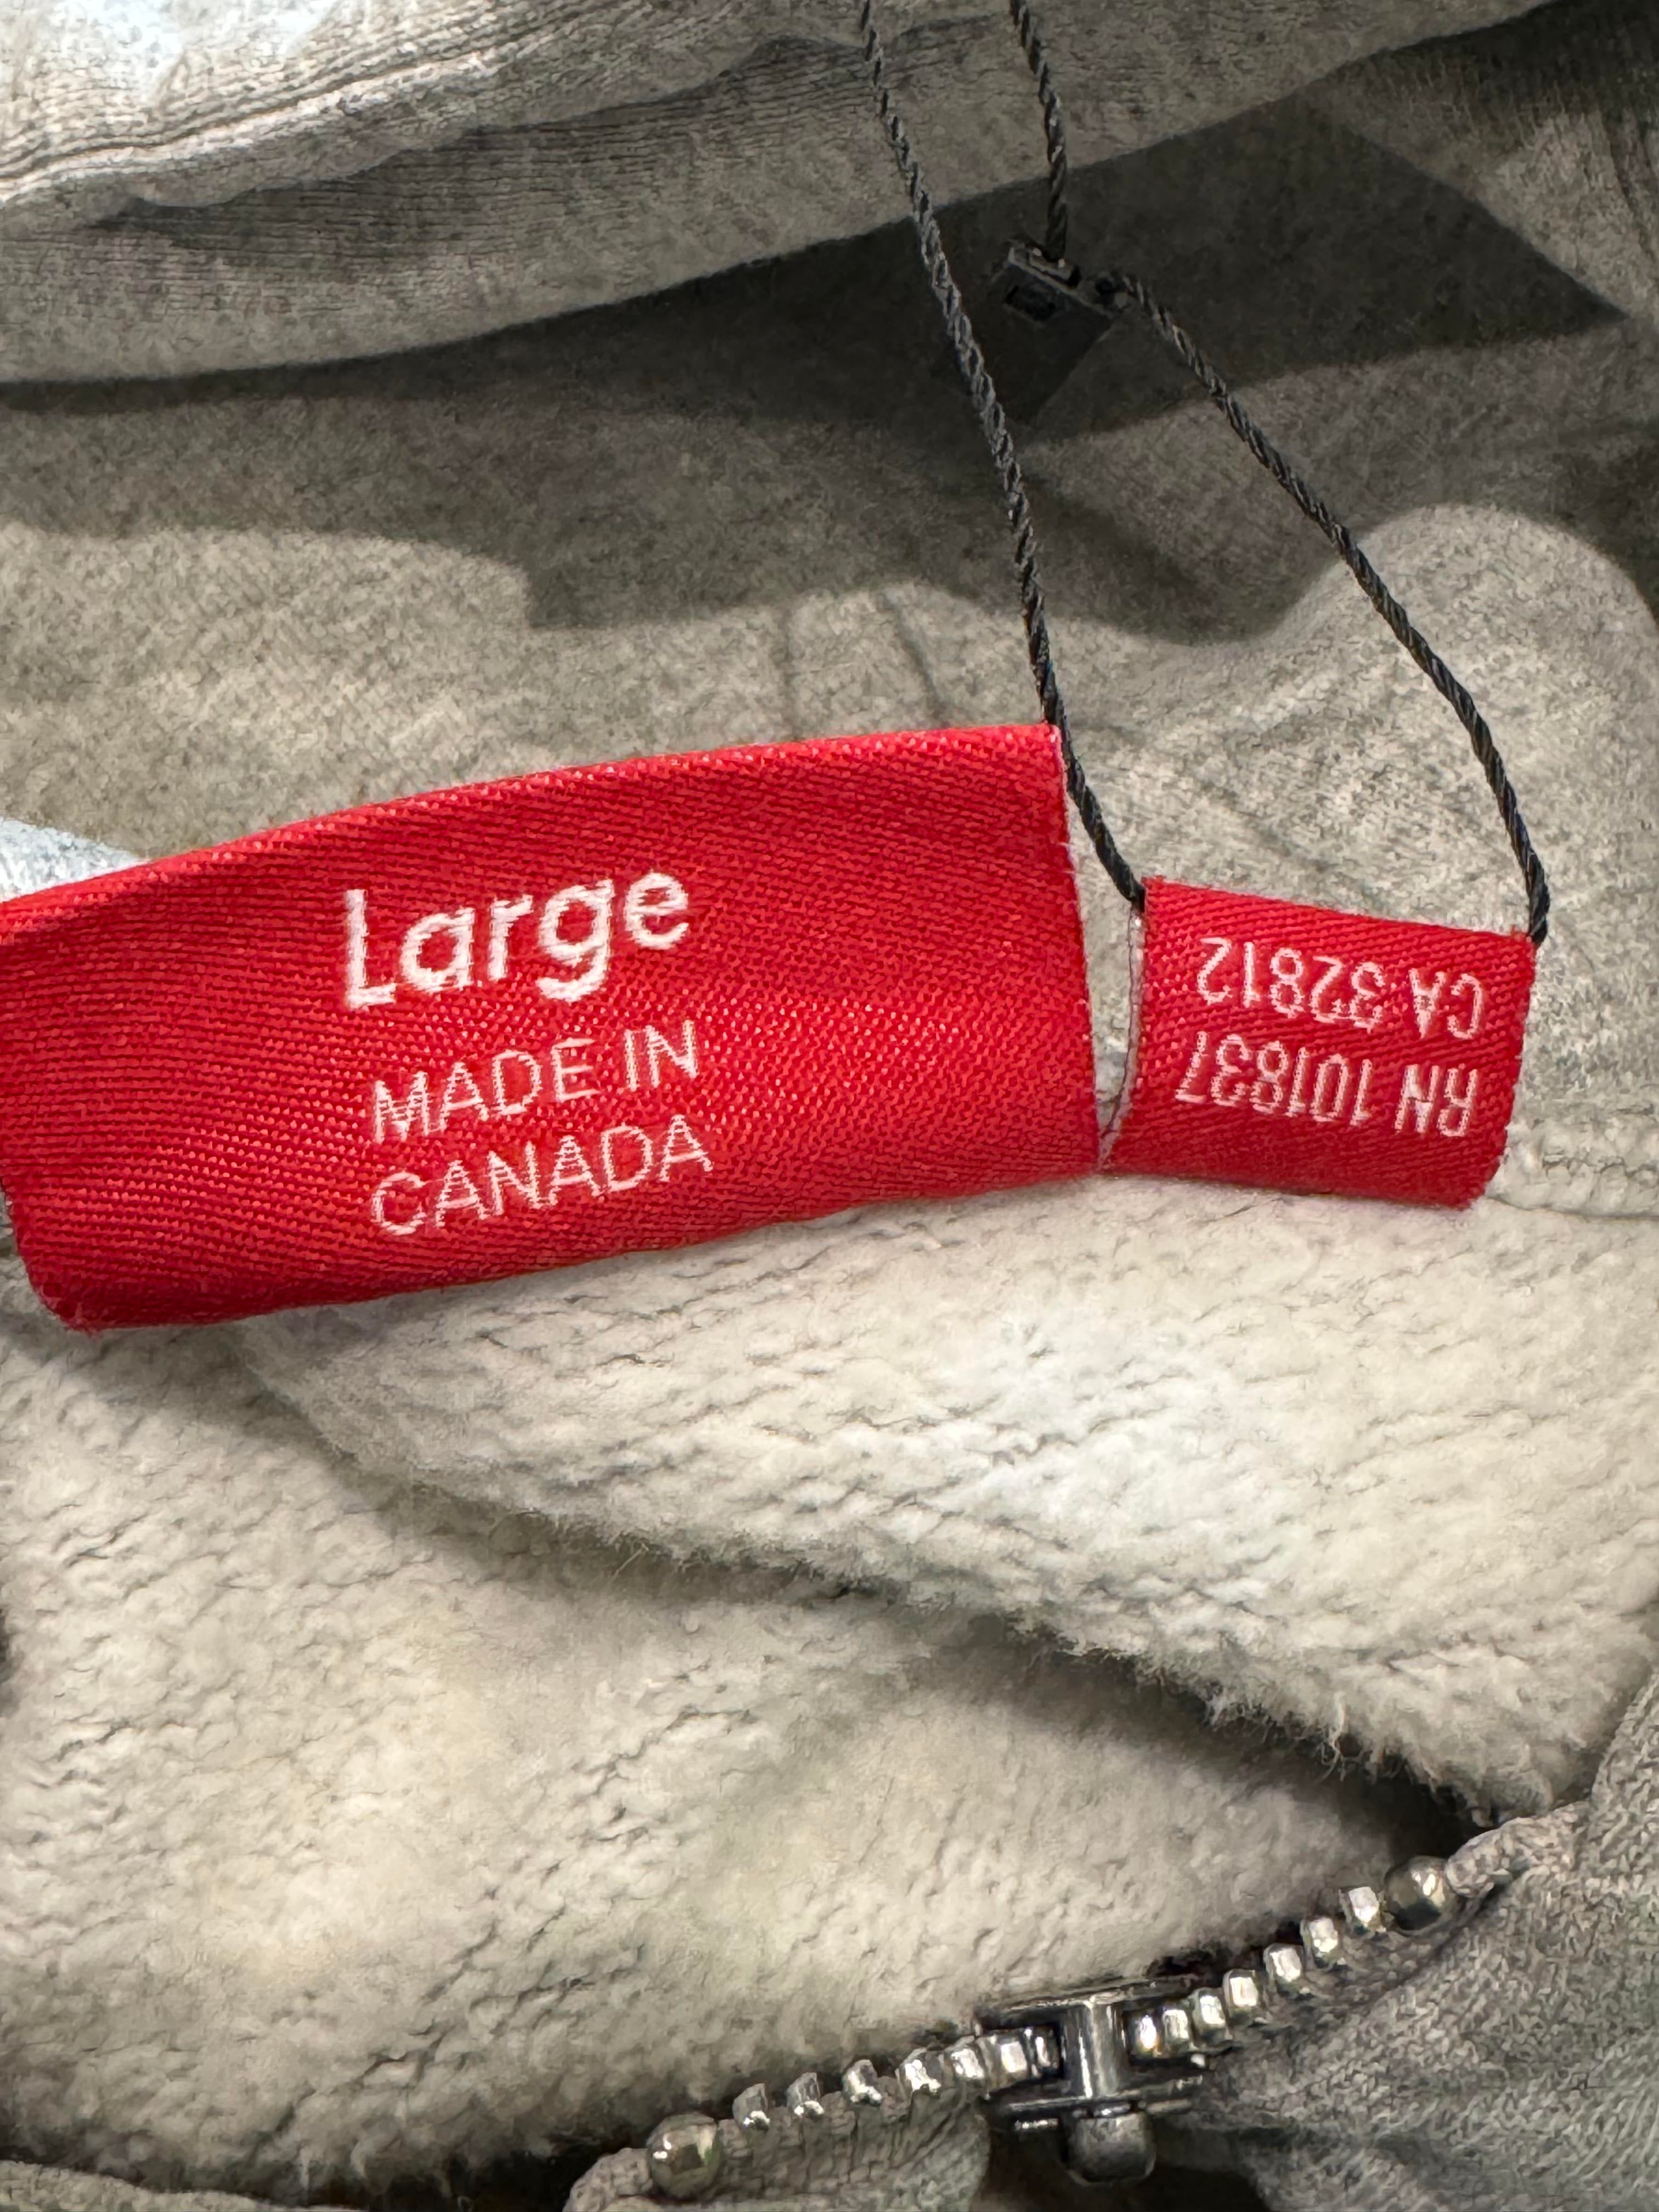 Large
MADE IN
CANADA
RN 101837
CA 32812